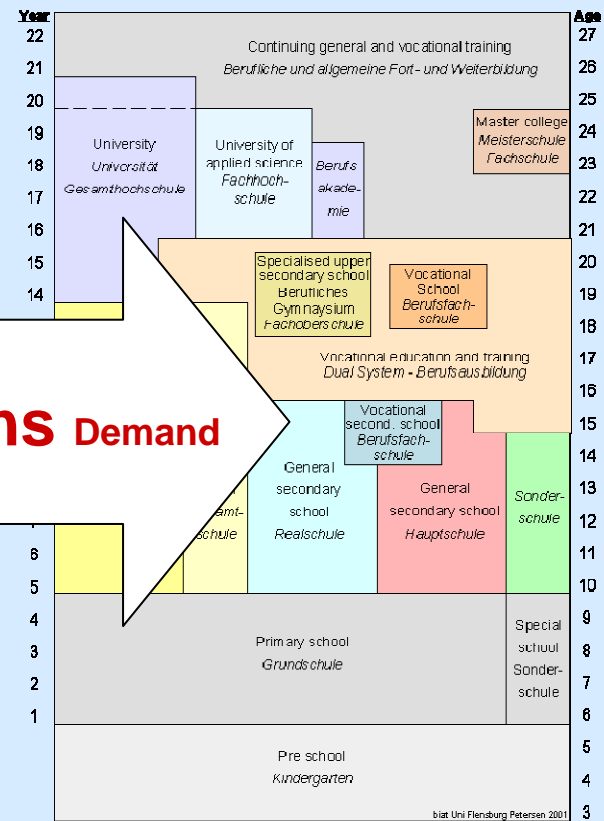 Year
Age
22
21
20
19
18
17
16
15
14
6
5
4
3
2
1
27
26
25
24
23
22
21
20
19
18
17
16
15
14
13
12
11
10
9
8
7
6
5
4
3
Continuing general and vocational training
Berufliche und allgemeine Fort- und Weiterbildung
University
Universität
Gesamthochschule
University of
applied science
Fachhoch-
schule
Berufs
akade-
mie
Master college
Meisterschule
Fachschule
Specialised upper
secondary school
Berufliches
Gymnaysium
Fachoberschule
Vocational
School
Berufsfach-
schule
Vocational education and training
Dual System - Berufsausbildung
ns Demand
Vocational
second. school
Berufsfach-
schule
General
secondary
school
Realschule
General
secondary school
Hauptschule
Sonder-
schule
amt-
schule
Primary school
Grundschule
Special
school
Sonder-
schule
Pre school
Kindergarten
biat Uni Flensburg Petersen 2001